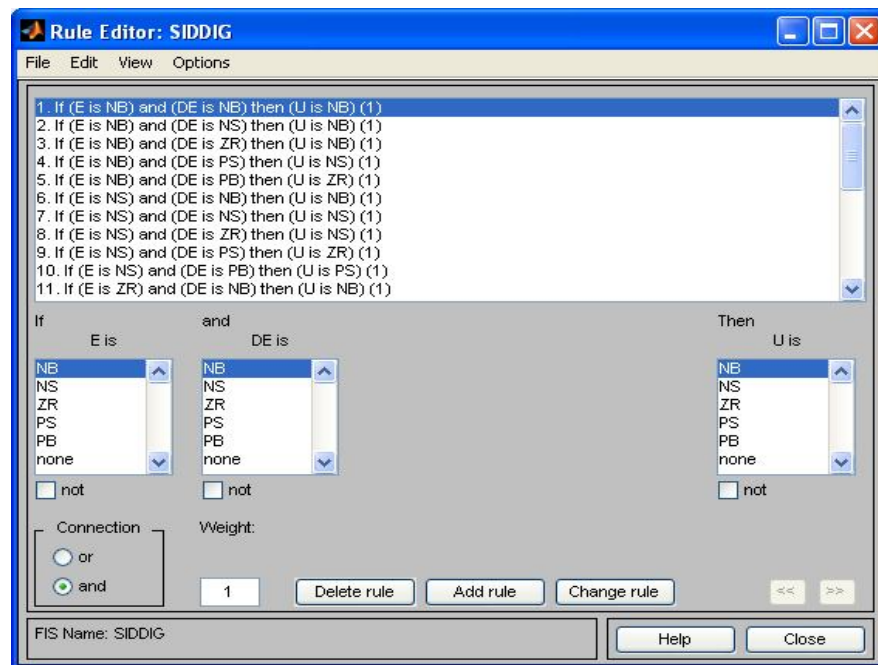 Rule Editor: SIDDIG
File Edit View Options
1. If (E is NB) and (DE is NB) then (U is NB) (1)
2. If (E is NB) and (DE is NS) then (U is NB) (1)
3. If (E is NB) and (DE is ZR) then (U is NB) (1)
4. If (E is NB) and (DE is PS) then (U is NS) (1)
5. If (E is NB) and (DE is PB) then (U is ZR) (1)
6. If (E is NS) and (DE is NB) then (U is NB) (1)
7. If (E is NS) and (DE is NS) then (U is NS) (1)
8. If (E is NS) and (DE is ZR) then (U is NS) (1)
9. If (E is NS) and (DE is PS) then (U is ZR) (1)
10. If (E is NS) and (DE is PB) then (U is PS) (1)
11. If (E is ZR) and (DE is NB) then (U is NB) (1)
If and Then
E is DE is U is
NB NB NB
NS NS NS
ZR ZR ZR
PS PS PS
PB PB PB
none none none
not not not
Connection Weight:
or
and 1 Delete rule Add rule Change rule << >>
FIS Name: SIDDIG Help Close